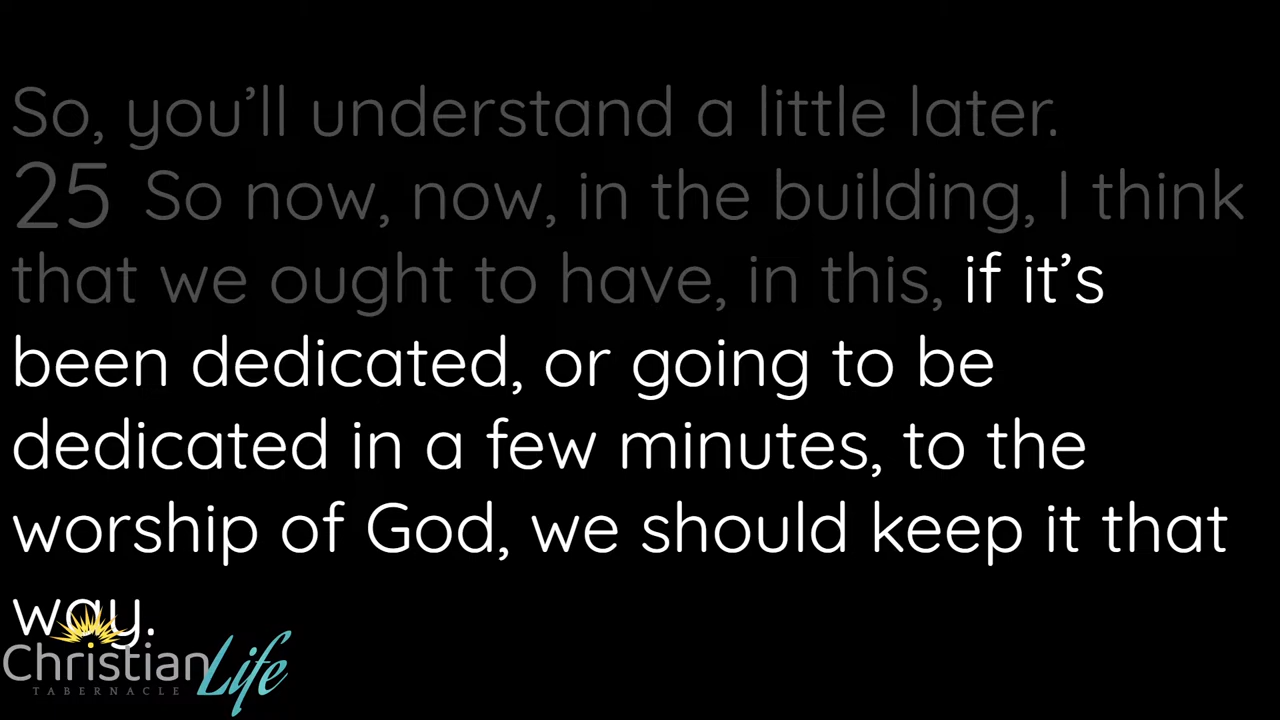 So, you’ll understand a little later.
25 So now, now, in the building, I think
that we ought to have, in this, if it’s
been dedicated, or going to be
dedicated in a few minutes, to the
worship of God, we should keep it that
way.
Christian Life
TABERNACLE